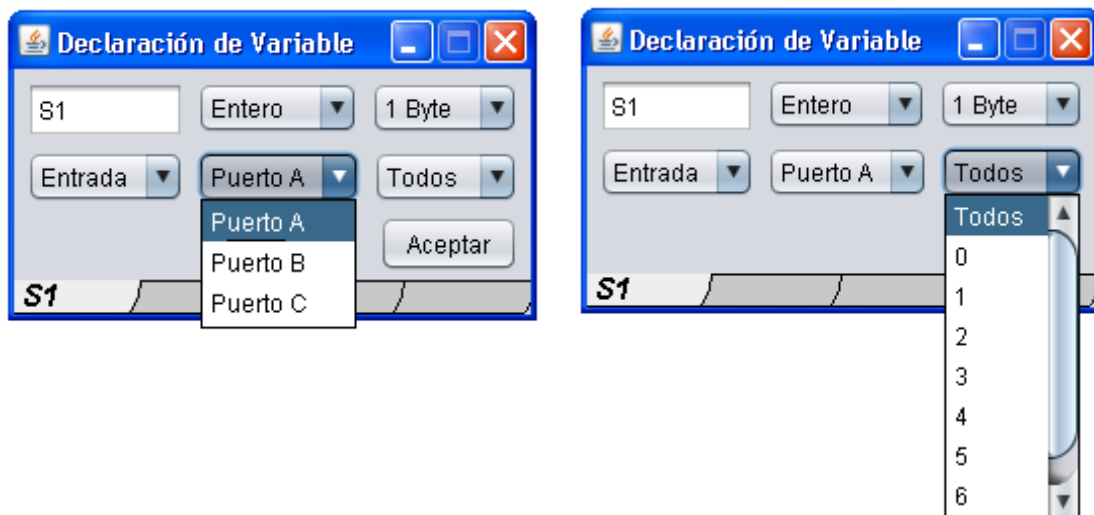 Declaración de Variable
S1 Entero 1 Byte
Entrada Puerto A Todos
Puerto A
Puerto B
Puerto C
Aceptar
S1
Declaración de Variable
S1 Entero 1 Byte
Entrada Puerto A Todos
Todos
0
1
2
3
4
5
6
S1